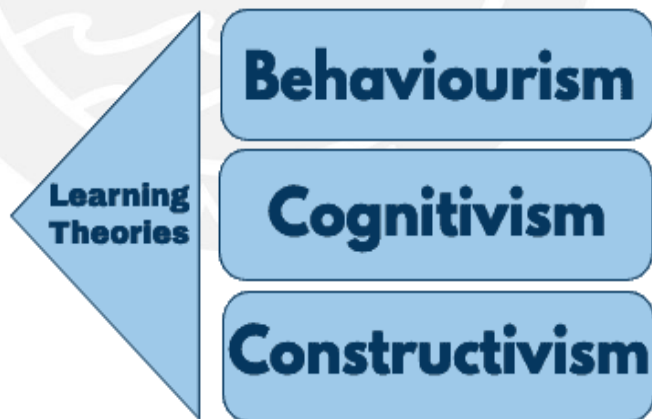 Behaviourism
Learning
Theories
Cognitivism
Constructivism